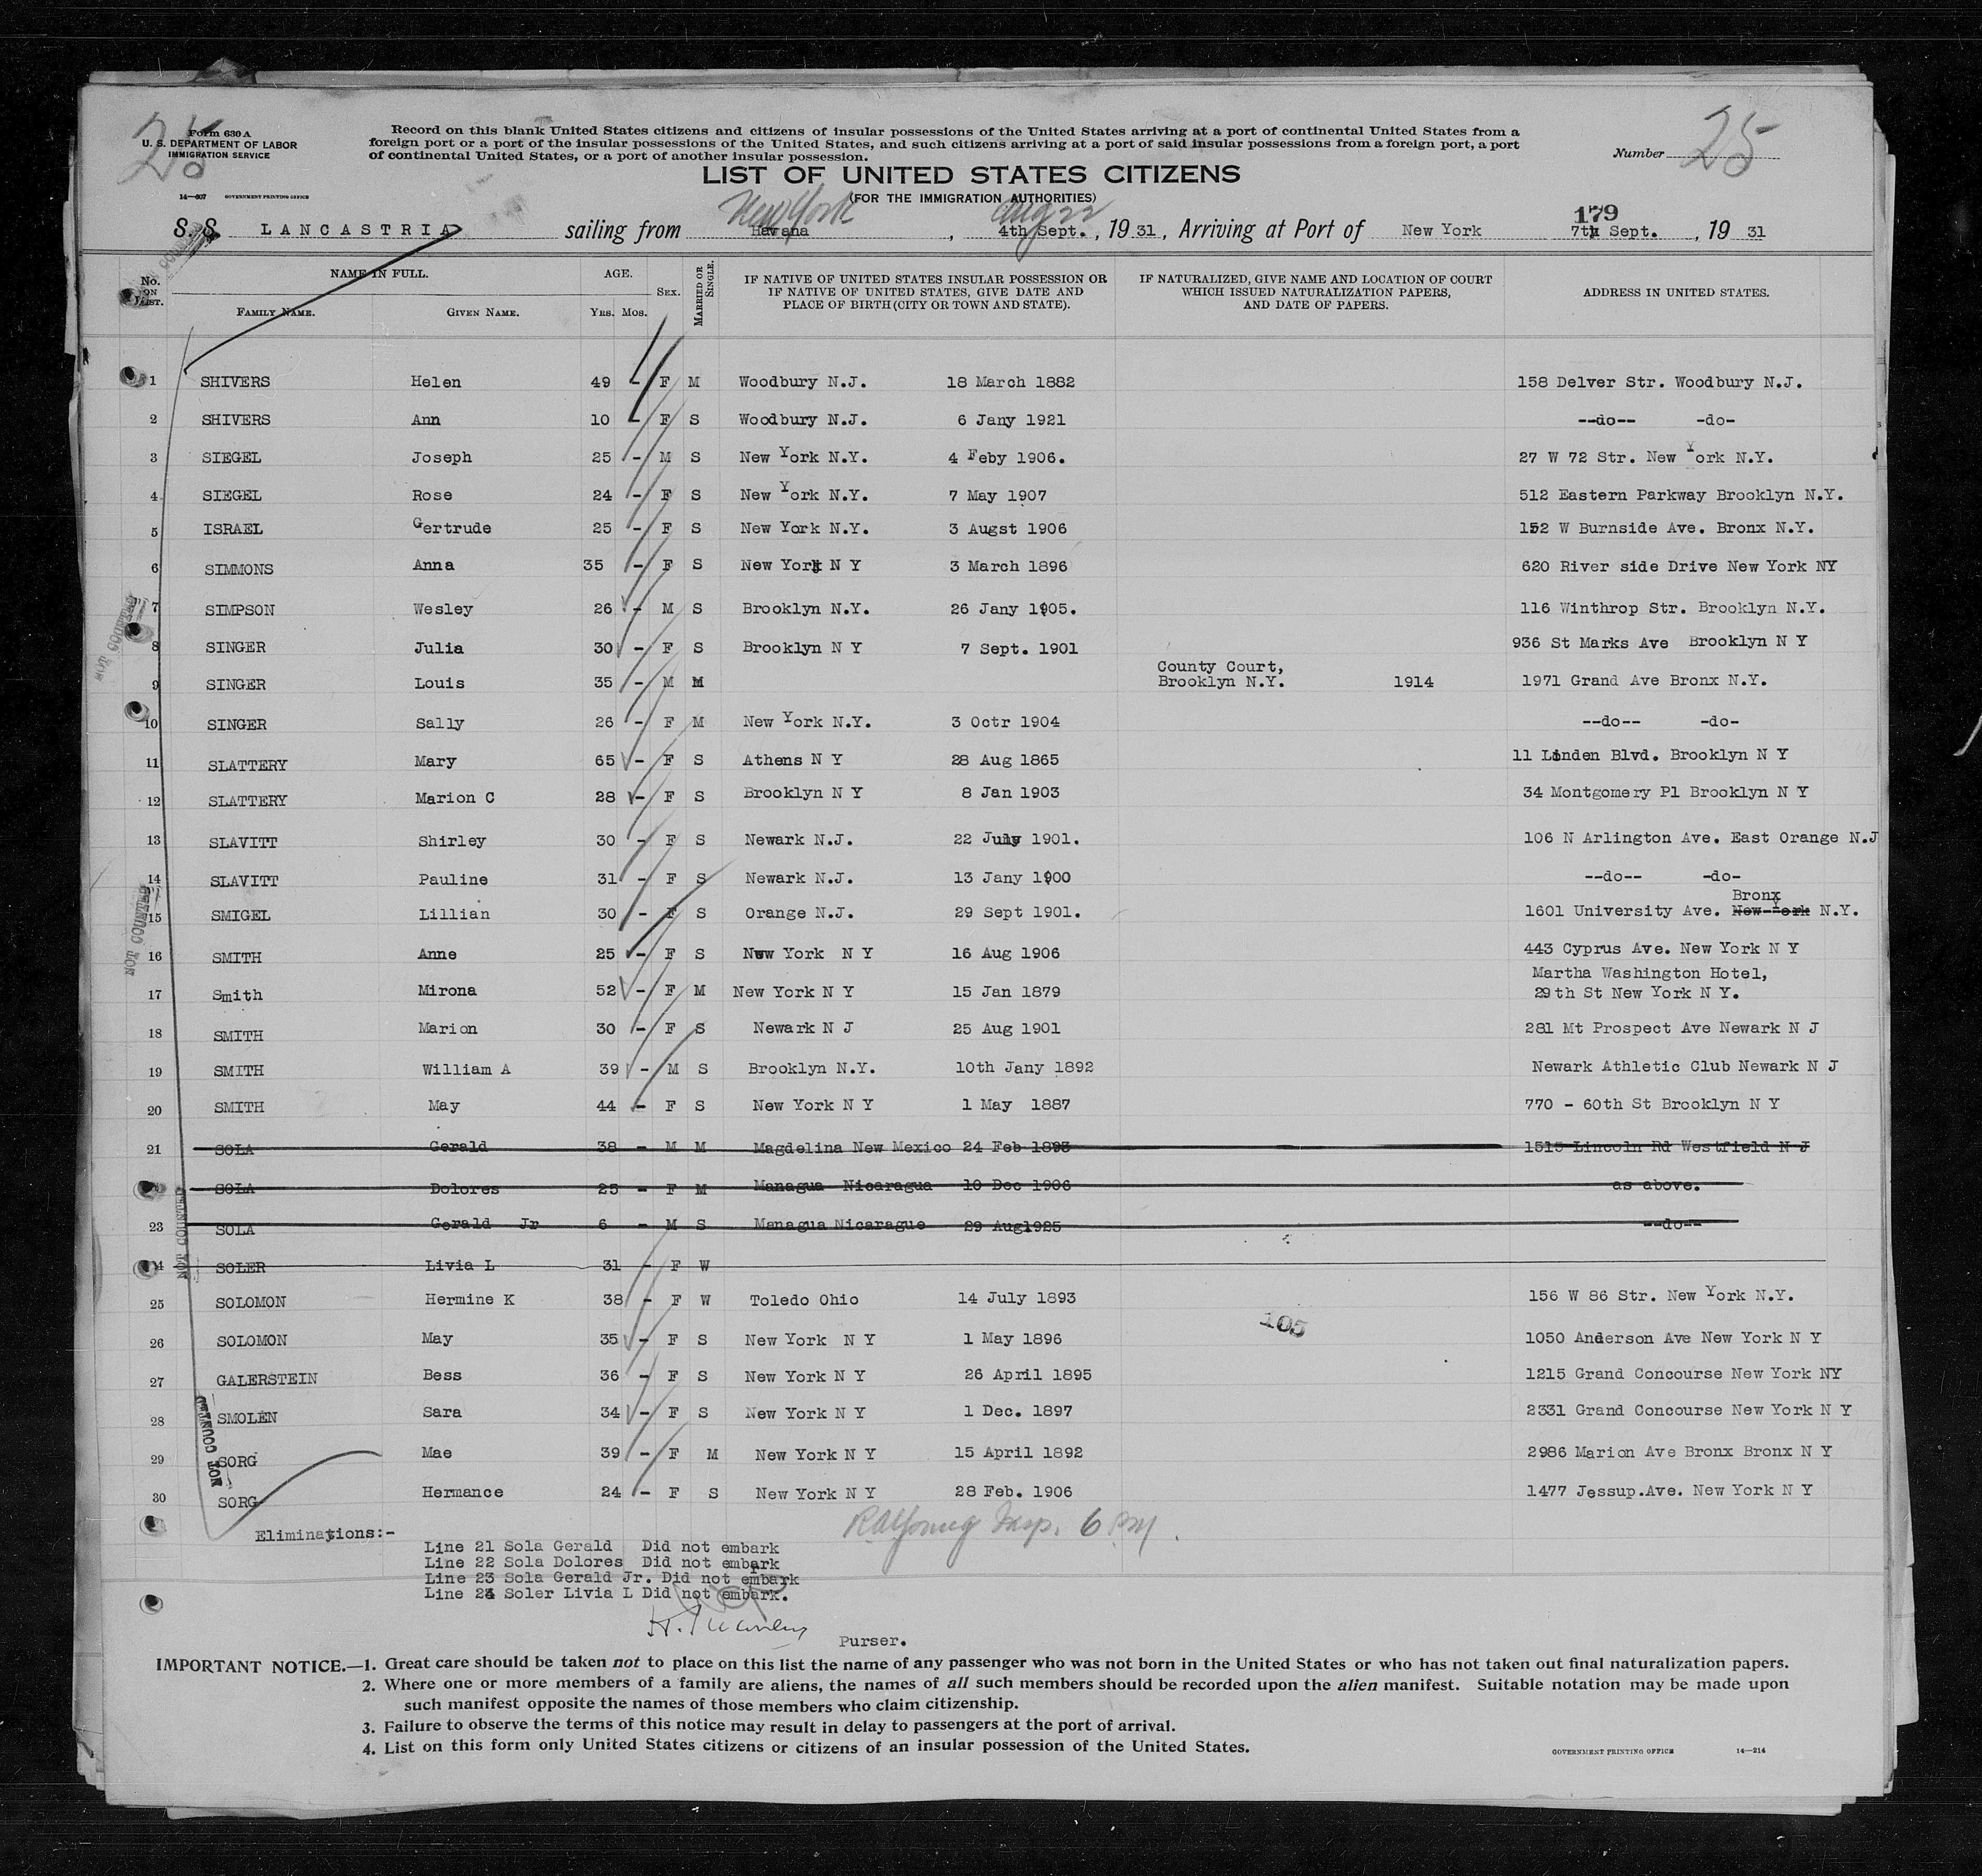 25
Form 630 A
U. S. DEPARTMENT OF LABOR
IMMIGRATION SERVICE
14—607 GOVERNMENT PRINTING OFFICE
Record on this blank United States citizens and citizens of insular possessions of the United States arriving at a port of continental United States from a
foreign port or a port of the insular possessions of the United States, and such citizens arriving at a port of said insular possessions from a foreign port, a port
of continental United States, or a port of another insular possession.
Number 25
LIST OF UNITED STATES CITIZENS
(FOR THE IMMIGRATION AUTHORITIES)
New York Aug 22
179
S. S. LANCASTRIA sailing from Havana, 4th Sept., 19 31, Arriving at Port of New York 7th Sept., 19 31
No. ON LIST. NAME IN FULL. FAMILY NAME. GIVEN NAME. AGE. YRS. MOS. SEX. MARRIED OR SINGLE. IF NATIVE OF UNITED STATES INSULAR POSSESSION OR IF NATIVE OF UNITED STATES, GIVE DATE AND PLACE OF BIRTH (CITY OR TOWN AND STATE). IF NATURALIZED, GIVE NAME AND LOCATION OF COURT WHICH ISSUED NATURALIZATION PAPERS, AND DATE OF PAPERS. ADDRESS IN UNITED STATES.
1 SHIVERS Helen 49 - F M Woodbury N.J. 18 March 1882 158 Delver Str. Woodbury N.J.
2 SHIVERS Ann 10 - F S Woodbury N.J. 6 Jany 1921 --do-- -do-
3 SIEGEL Joseph 25 - M S New York N.Y. 4 Feby 1906. 27 W 72 Str. New York N.Y.
4 SIEGEL Rose 24 - F S New York N.Y. 7 May 1907 512 Eastern Parkway Brooklyn N.Y.
5 ISRAEL Gertrude 25 - F S New York N.Y. 3 Augst 1906 152 W Burnside Ave. Bronx N.Y.
6 SIMMONS Anna 35 - F S New York N Y 3 March 1896 620 River side Drive New York NY
7 SIMPSON Wesley 26 - M S Brooklyn N.Y. 26 Jany 1905. 116 Winthrop Str. Brooklyn N.Y.
8 SINGER Julia 30 - F S Brooklyn N Y 7 Sept. 1901 936 St Marks Ave Brooklyn N Y
County Court,
9 SINGER Louis 35 - M M Brooklyn N.Y. 1914 1971 Grand Ave Bronx N.Y.
10 SINGER Sally 26 - F M New York N.Y. 3 Octr 1904 --do-- -do-
11 SLATTERY Mary 65 - F S Athens N Y 28 Aug 1865 11 Linden Blvd. Brooklyn N Y
12 SLATTERY Marion C 28 - F S Brooklyn N Y 8 Jan 1903 34 Montgomery Pl Brooklyn N Y
13 SLAVITT Shirley 30 - F S Newark N.J. 22 July 1901. 106 N Arlington Ave. East Orange N.J
14 SLAVITT Pauline 31 - F S Newark N.J. 13 Jany 1900 --do-- -do-
Bronx
15 SMIGEL Lillian 30 - F S Orange N.J. 29 Sept 1901. 1601 University Ave. New York N.Y.
16 SMITH Anne 25 - F S New York N Y 16 Aug 1906 443 Cyprus Ave. New York N Y
Martha Washington Hotel,
17 Smith Mirona 52 - F M New York N Y 15 Jan 1879 29th St New York N Y.
18 SMITH Marion 30 - F S Newark N J 25 Aug 1901 281 Mt Prospect Ave Newark N J
19 SMITH William A 39 - M S Brooklyn N.Y. 10th Jany 1892 Newark Athletic Club Newark N J
20 SMITH May 44 - F S New York N Y 1 May 1887 770 - 60th St Brooklyn N Y
21 SOLA Gerald 38 - M M Magdelina New Mexico 24 Feb 1893 1515 Lincoln Rd Westfield N J
SOLA Dolores 25 - F M Managua Nicaragua 10 Dec 1906 as above.
23 SOLA Gerald Jr 6 - M S Managua Nicarague 29 Aug1925 --do--
24 SOLER Livia L 31 - F W
25 SOLOMON Hermine K 38 - F W Toledo Ohio 14 July 1893 156 W 86 Str. New York N.Y.
105
26 SOLOMON May 35 - F S New York N Y 1 May 1896 1050 Anderson Ave New York N Y
27 GALERSTEIN Bess 36 - F S New York N Y 26 April 1895 1215 Grand Concourse New York NY
28 SMOLEN Sara 34 - F S New York N Y 1 Dec. 1897 2331 Grand Concourse New York N Y
29 SORG Mae 39 - F M New York N Y 15 April 1892 2986 Marion Ave Bronx Bronx N Y
30 SORG Hermance 24 - F S New York N Y 28 Feb. 1906 1477 Jessup.Ave. New York N Y
NOT COUNTED
NOT COUNTED
NOT COUNTED
NOT COUNTED
Insp. 6
Eliminations:-
Line 21 Sola Gerald Did not embark
Line 22 Sola Dolores Did not embark
Line 23 Sola Gerald Jr. Did not embark
Line 24 Soler Livia L Did not embark.
Purser.
IMPORTANT NOTICE.—1. Great care should be taken not to place on this list the name of any passenger who was not born in the United States or who has not taken out final naturalization papers.
2. Where one or more members of a family are aliens, the names of all such members should be recorded upon the alien manifest. Suitable notation may be made upon
such manifest opposite the names of those members who claim citizenship.
3. Failure to observe the terms of this notice may result in delay to passengers at the port of arrival.
4. List on this form only United States citizens or citizens of an insular possession of the United States.
GOVERNMENT PRINTING OFFICE 14—214